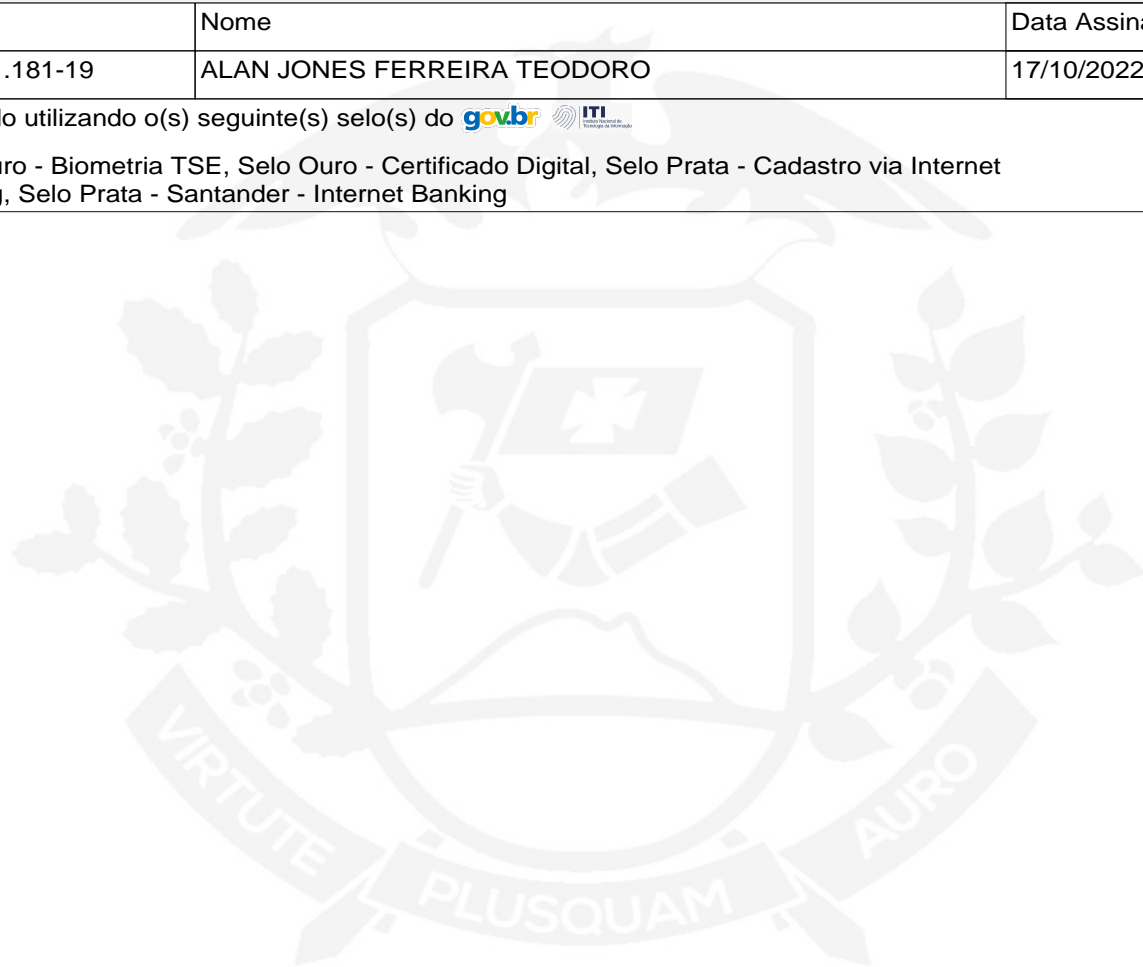 Nome Data Assina
.181-19 ALAN JONES FERREIRA TEODORO 17/10/2022
o utilizando o(s) seguinte(s) selo(s) do gov.br ITI
ro - Biometria TSE, Selo Ouro - Certificado Digital, Selo Prata - Cadastro via Internet
, Selo Prata - Santander - Internet Banking
VIRTUTE PLUSQUAM AURO